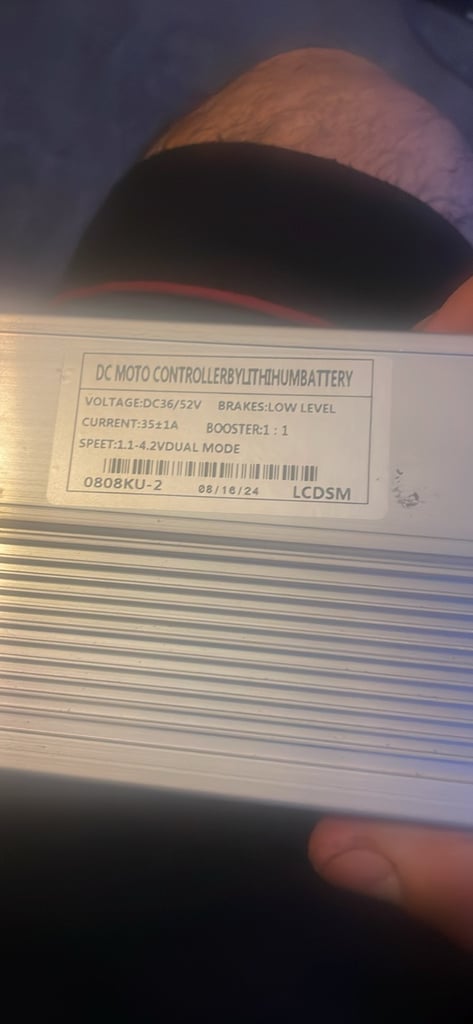 DC MOTO CONTROLLERBYLITHIHUMBATTERY
VOLTAGE:DC36/52V BRAKES:LOW LEVEL
CURRENT:35±1A BOOSTER:1 : 1
SPEET:1.1-4.2VDUAL MODE
0808KU-2 08/16/24 LCDSM